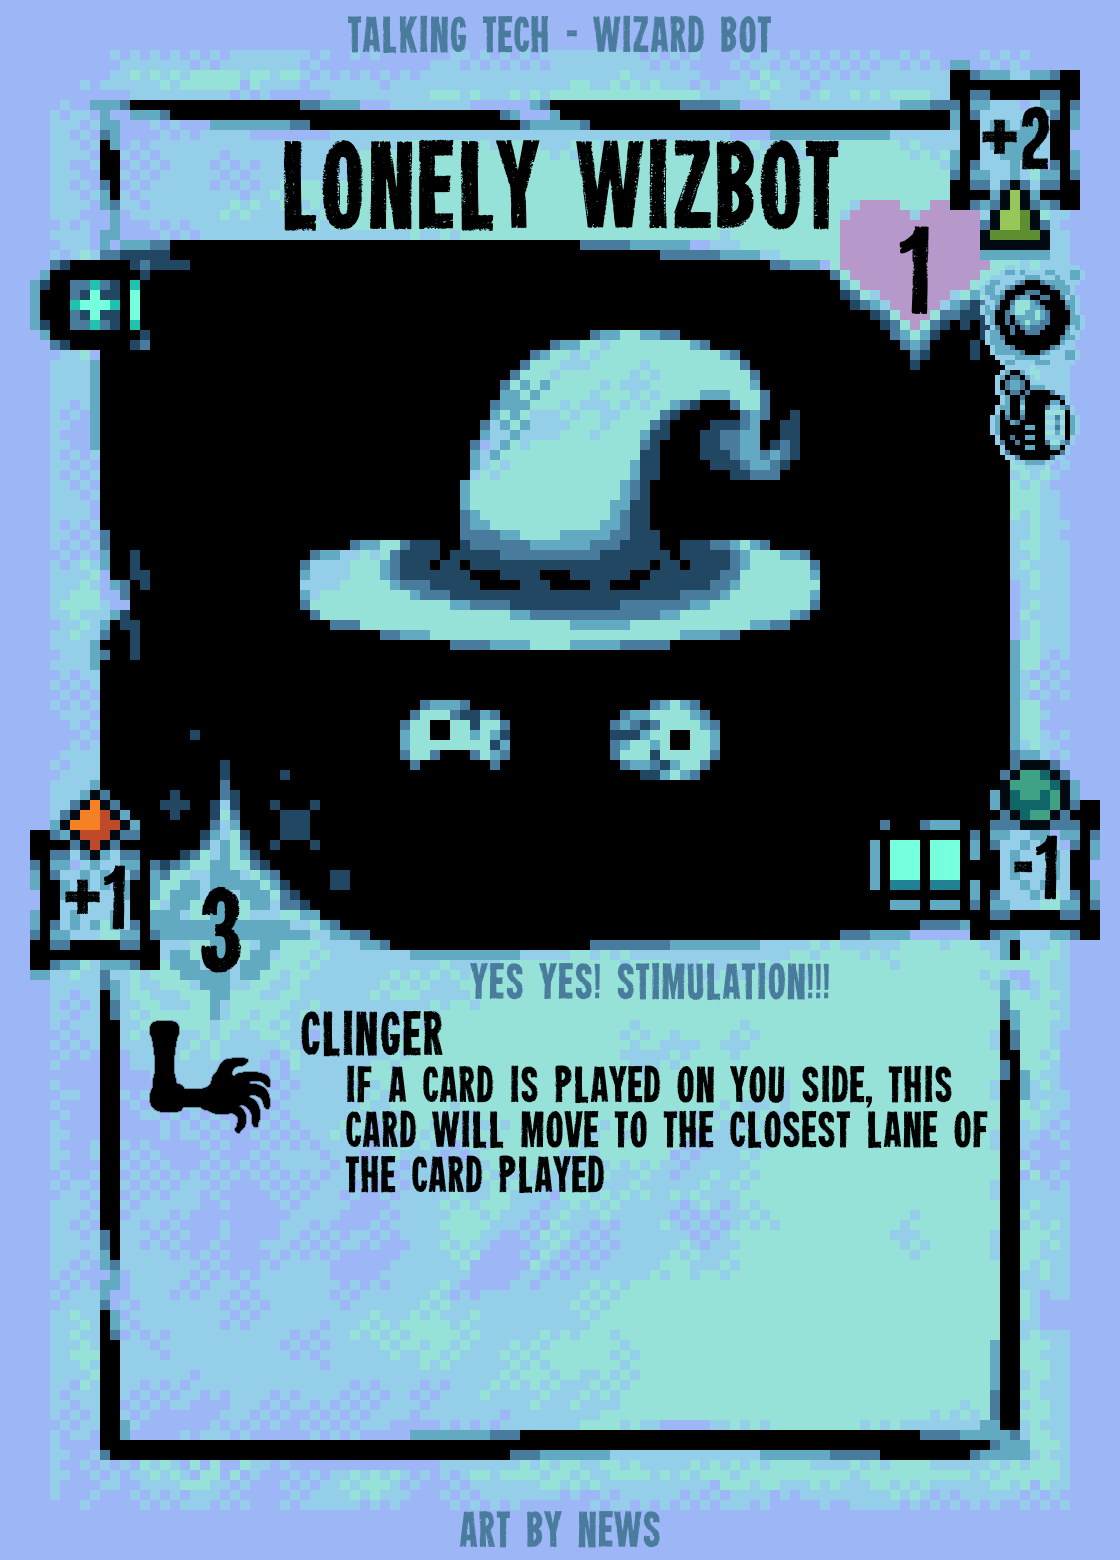 TALKING TECH - WIZARD BOT
+2
LONELY WIZBOT
1
+1
3
-1
YES YES! STIMULATION!!!
CLINGER
IF A CARD IS PLAYED ON YOU SIDE, THIS
CARD WILL MOVE TO THE CLOSEST LANE OF
THE CARD PLAYED
ART BY NEWS